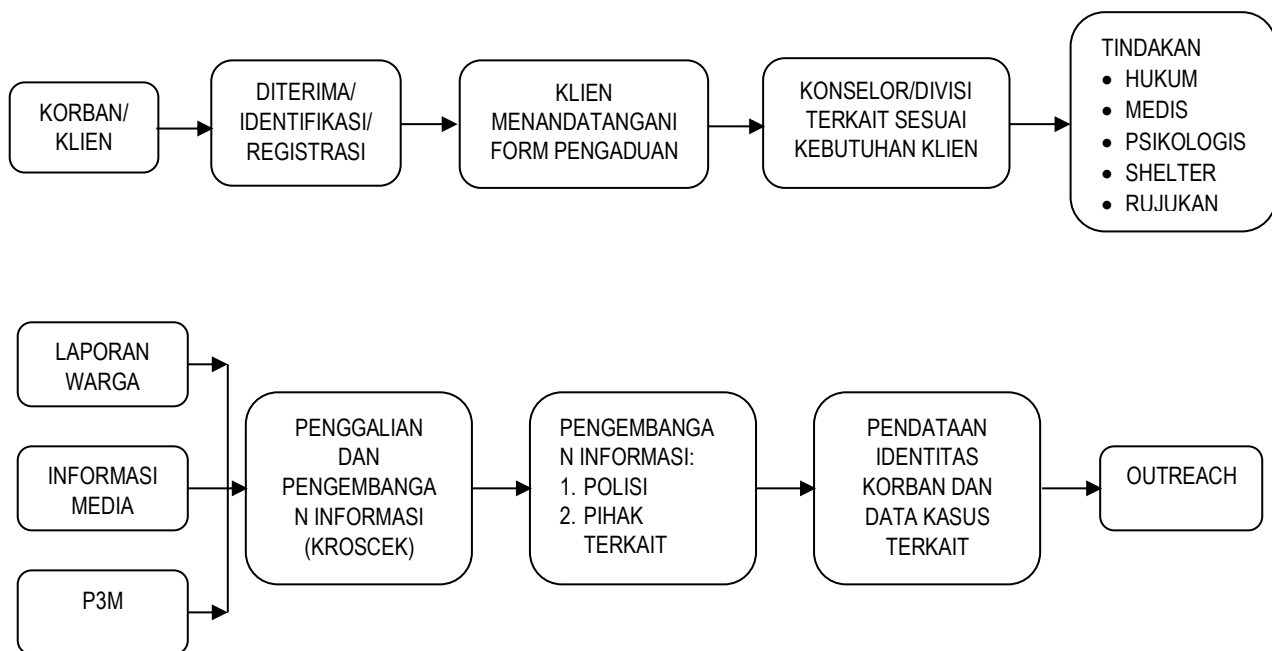 KORBAN/
KLIEN
DITERIMA/
IDENTIFIKASI/
REGISTRASI
KLIEN
MENANDATANGANI
FORM PENGADUAN
KONSELOR/DIVISI
TERKAIT SESUAI
KEBUTUHAN KLIEN
TINDAKAN
• HUKUM
• MEDIS
• PSIKOLOGIS
• SHELTER
• RUJUKAN
LAPORAN
WARGA
INFORMASI
MEDIA
P3M
PENGGALIAN
DAN
PENGEMBANGA
N INFORMASI
(KROSCEK)
PENGEMBANGA
N INFORMASI:
1. POLISI
2. PIHAK
TERKAIT
PENDATAAN
IDENTITAS
KORBAN DAN
DATA KASUS
TERKAIT
OUTREACH